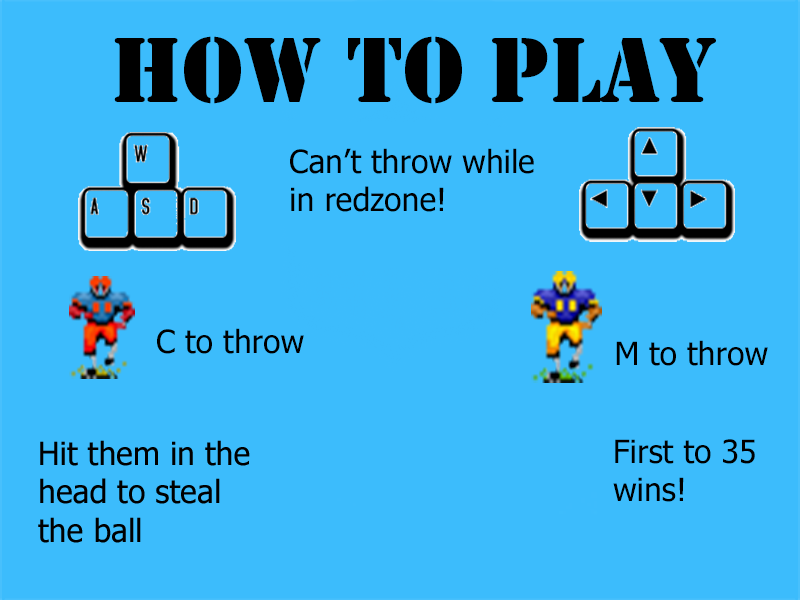 HOW TO PLAY
W
A S D
Can't throw while
in redzone!
▲
◀ ▼ ▶
C to throw
M to throw
Hit them in the
head to steal
the ball
First to 35
wins!